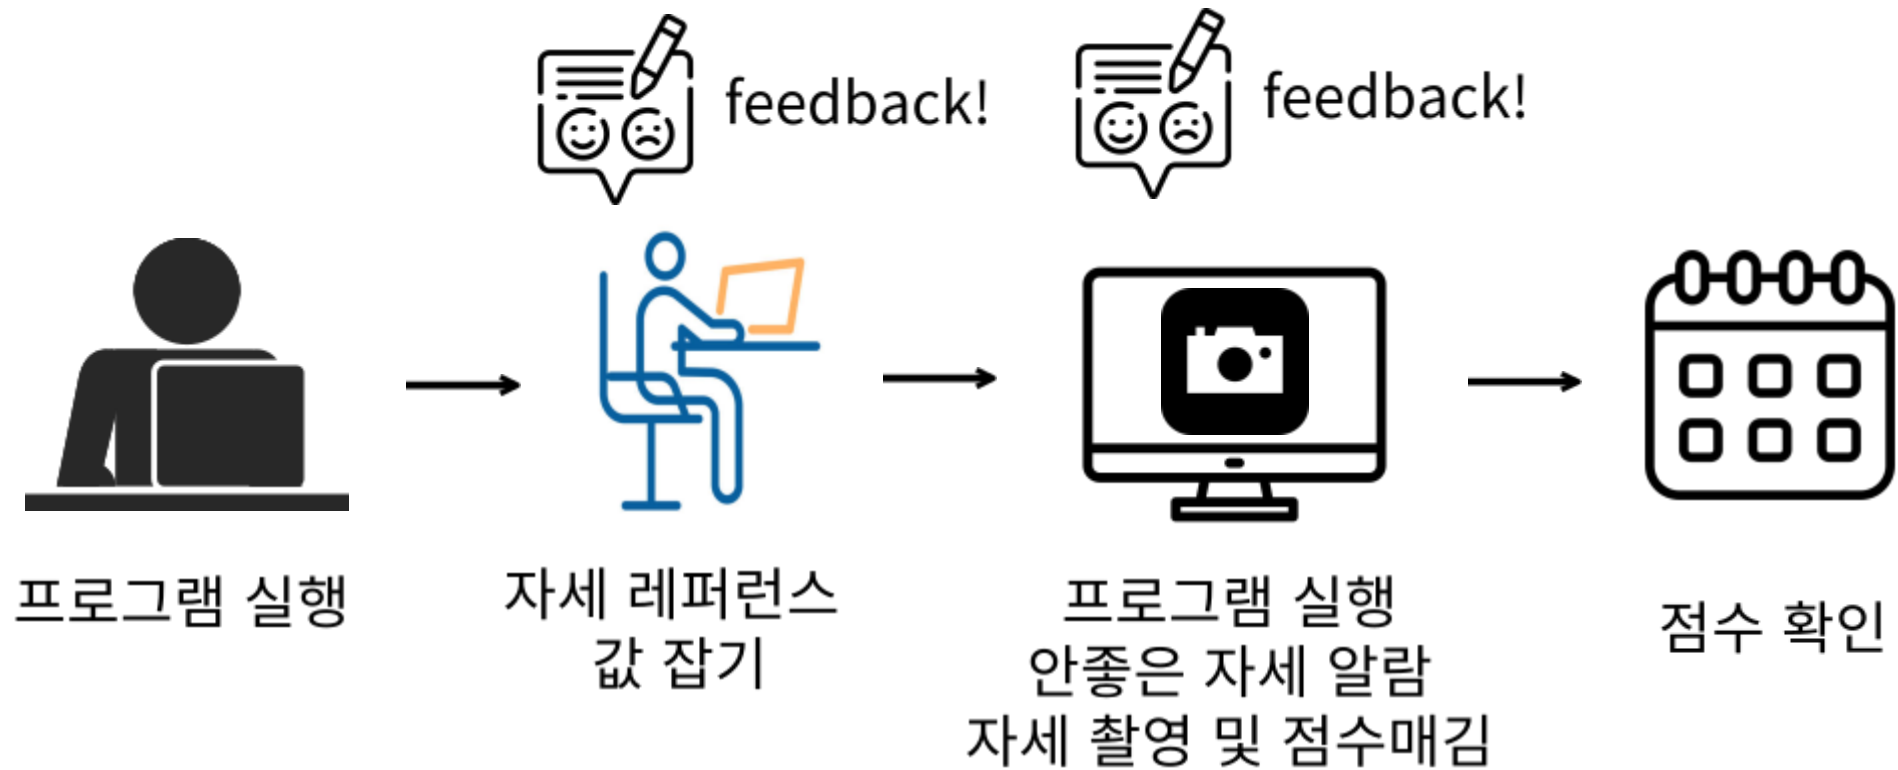 feedback!
feedback!
프로그램 실행
자세 레퍼런스
값 잡기
프로그램 실행
안좋은 자세 알람
자세 촬영 및 점수매김
점수 확인